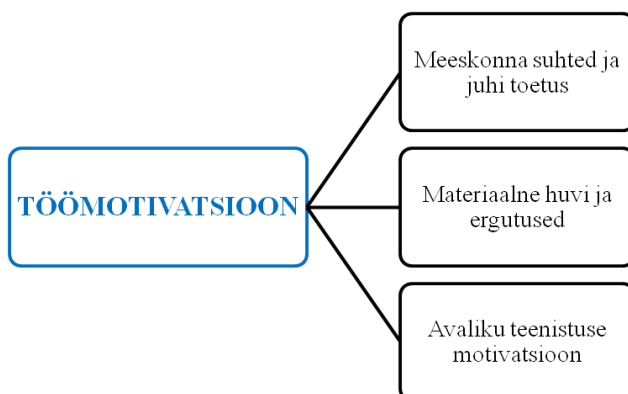 Meeskonna suhted ja
juhi toetus
TÖÖMOTIVATSIOON
Materiaalne huvi ja
ergutused
Avaliku teenistuse
motivatsioon